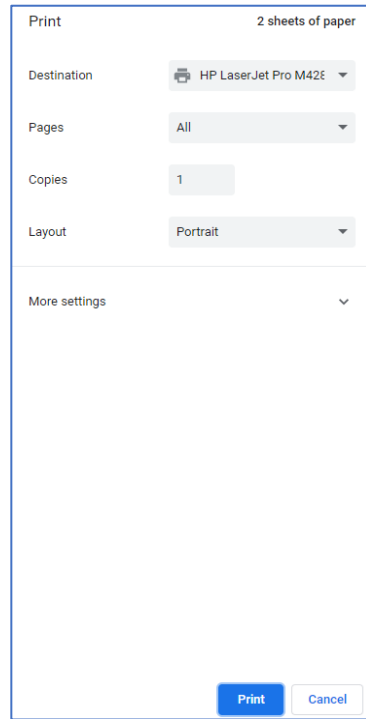 Print 2 sheets of paper
Destination HP LaserJet Pro M428
Pages All
Copies 1
Layout Portrait
More settings
Print Cancel